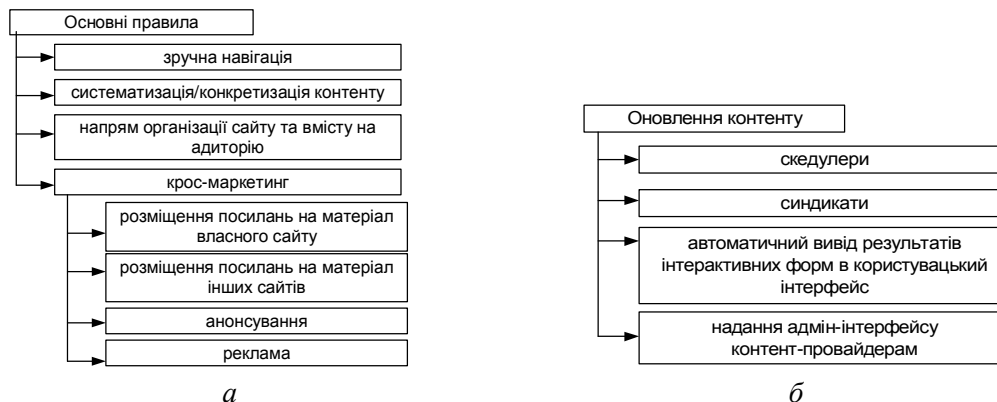 Основні правила
зручна навігація
систематизація/конкретизація контенту
напрям організації сайту та вмісту на
адиторію
крос-маркетинг
розміщення посилань на матеріал
власного сайту
розміщення посилань на матеріал
інших сайтів
анонсування
реклама
а
Оновлення контенту
скедулери
синдикати
автоматичний вивід результатів
інтерактивних форм в користувацький
інтерфейс
надання адмін-інтерфейсу
контент-провайдерам
б